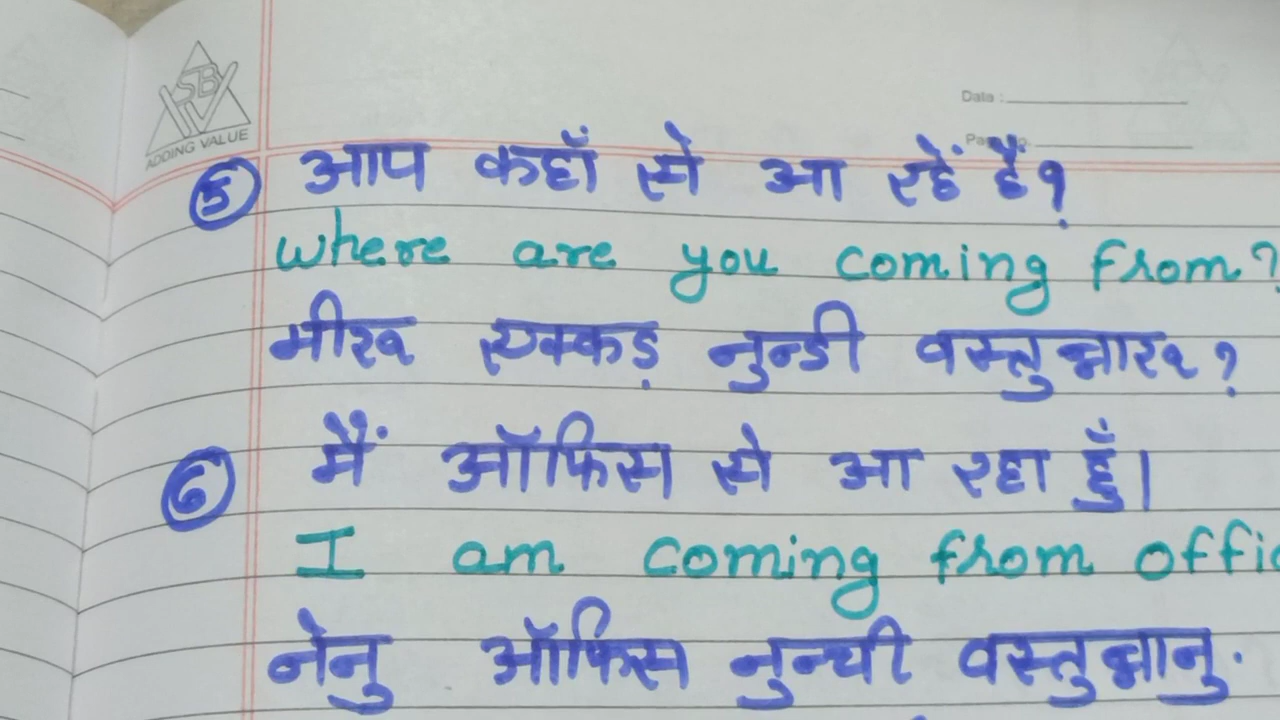 SBV
ADDING VALUE
Date :
⑤ आप कहाँ से आ रहें हैं?
Where are you coming from?
मीरू एक्कड़ नुन्डी वस्तुन्नारू?
⑥ मैं ऑफिस से आ रहा हुँ।
I am coming from offic
नेनु ऑफिस नुन्ची वस्तुन्नानु.